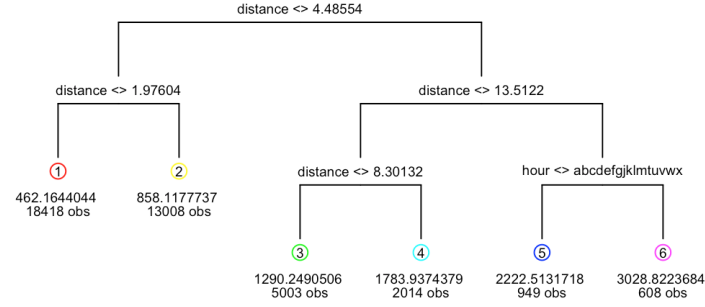 distance <> 4.48554
distance <> 1.97604
distance <> 13.5122
1
2
distance <> 8.30132
hour <> abcdefgjklmtuvwx
462.1644044
18418 obs
858.1177737
13008 obs
3
4
5
6
1290.2490506
5003 obs
1783.9374379
2014 obs
2222.5131718
949 obs
3028.8223684
608 obs